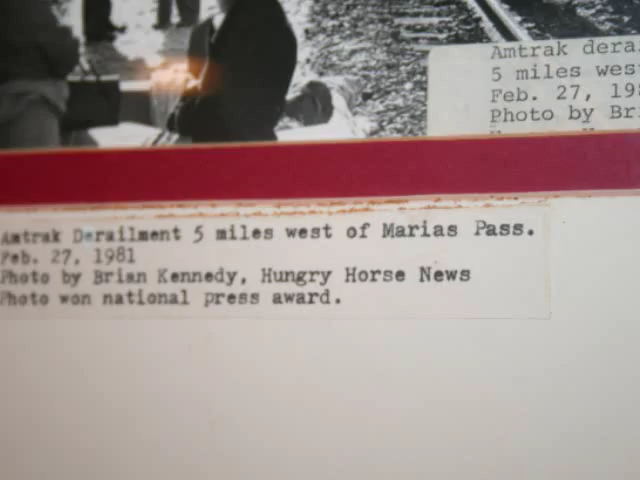 Amtrak dera
5 miles wes
Feb. 27, 19
Photo by Br
Amtrak Derailment 5 miles west of Marias Pass.
Feb. 27, 1981
Photo by Brian Kennedy, Hungry Horse News
Photo won national press award.